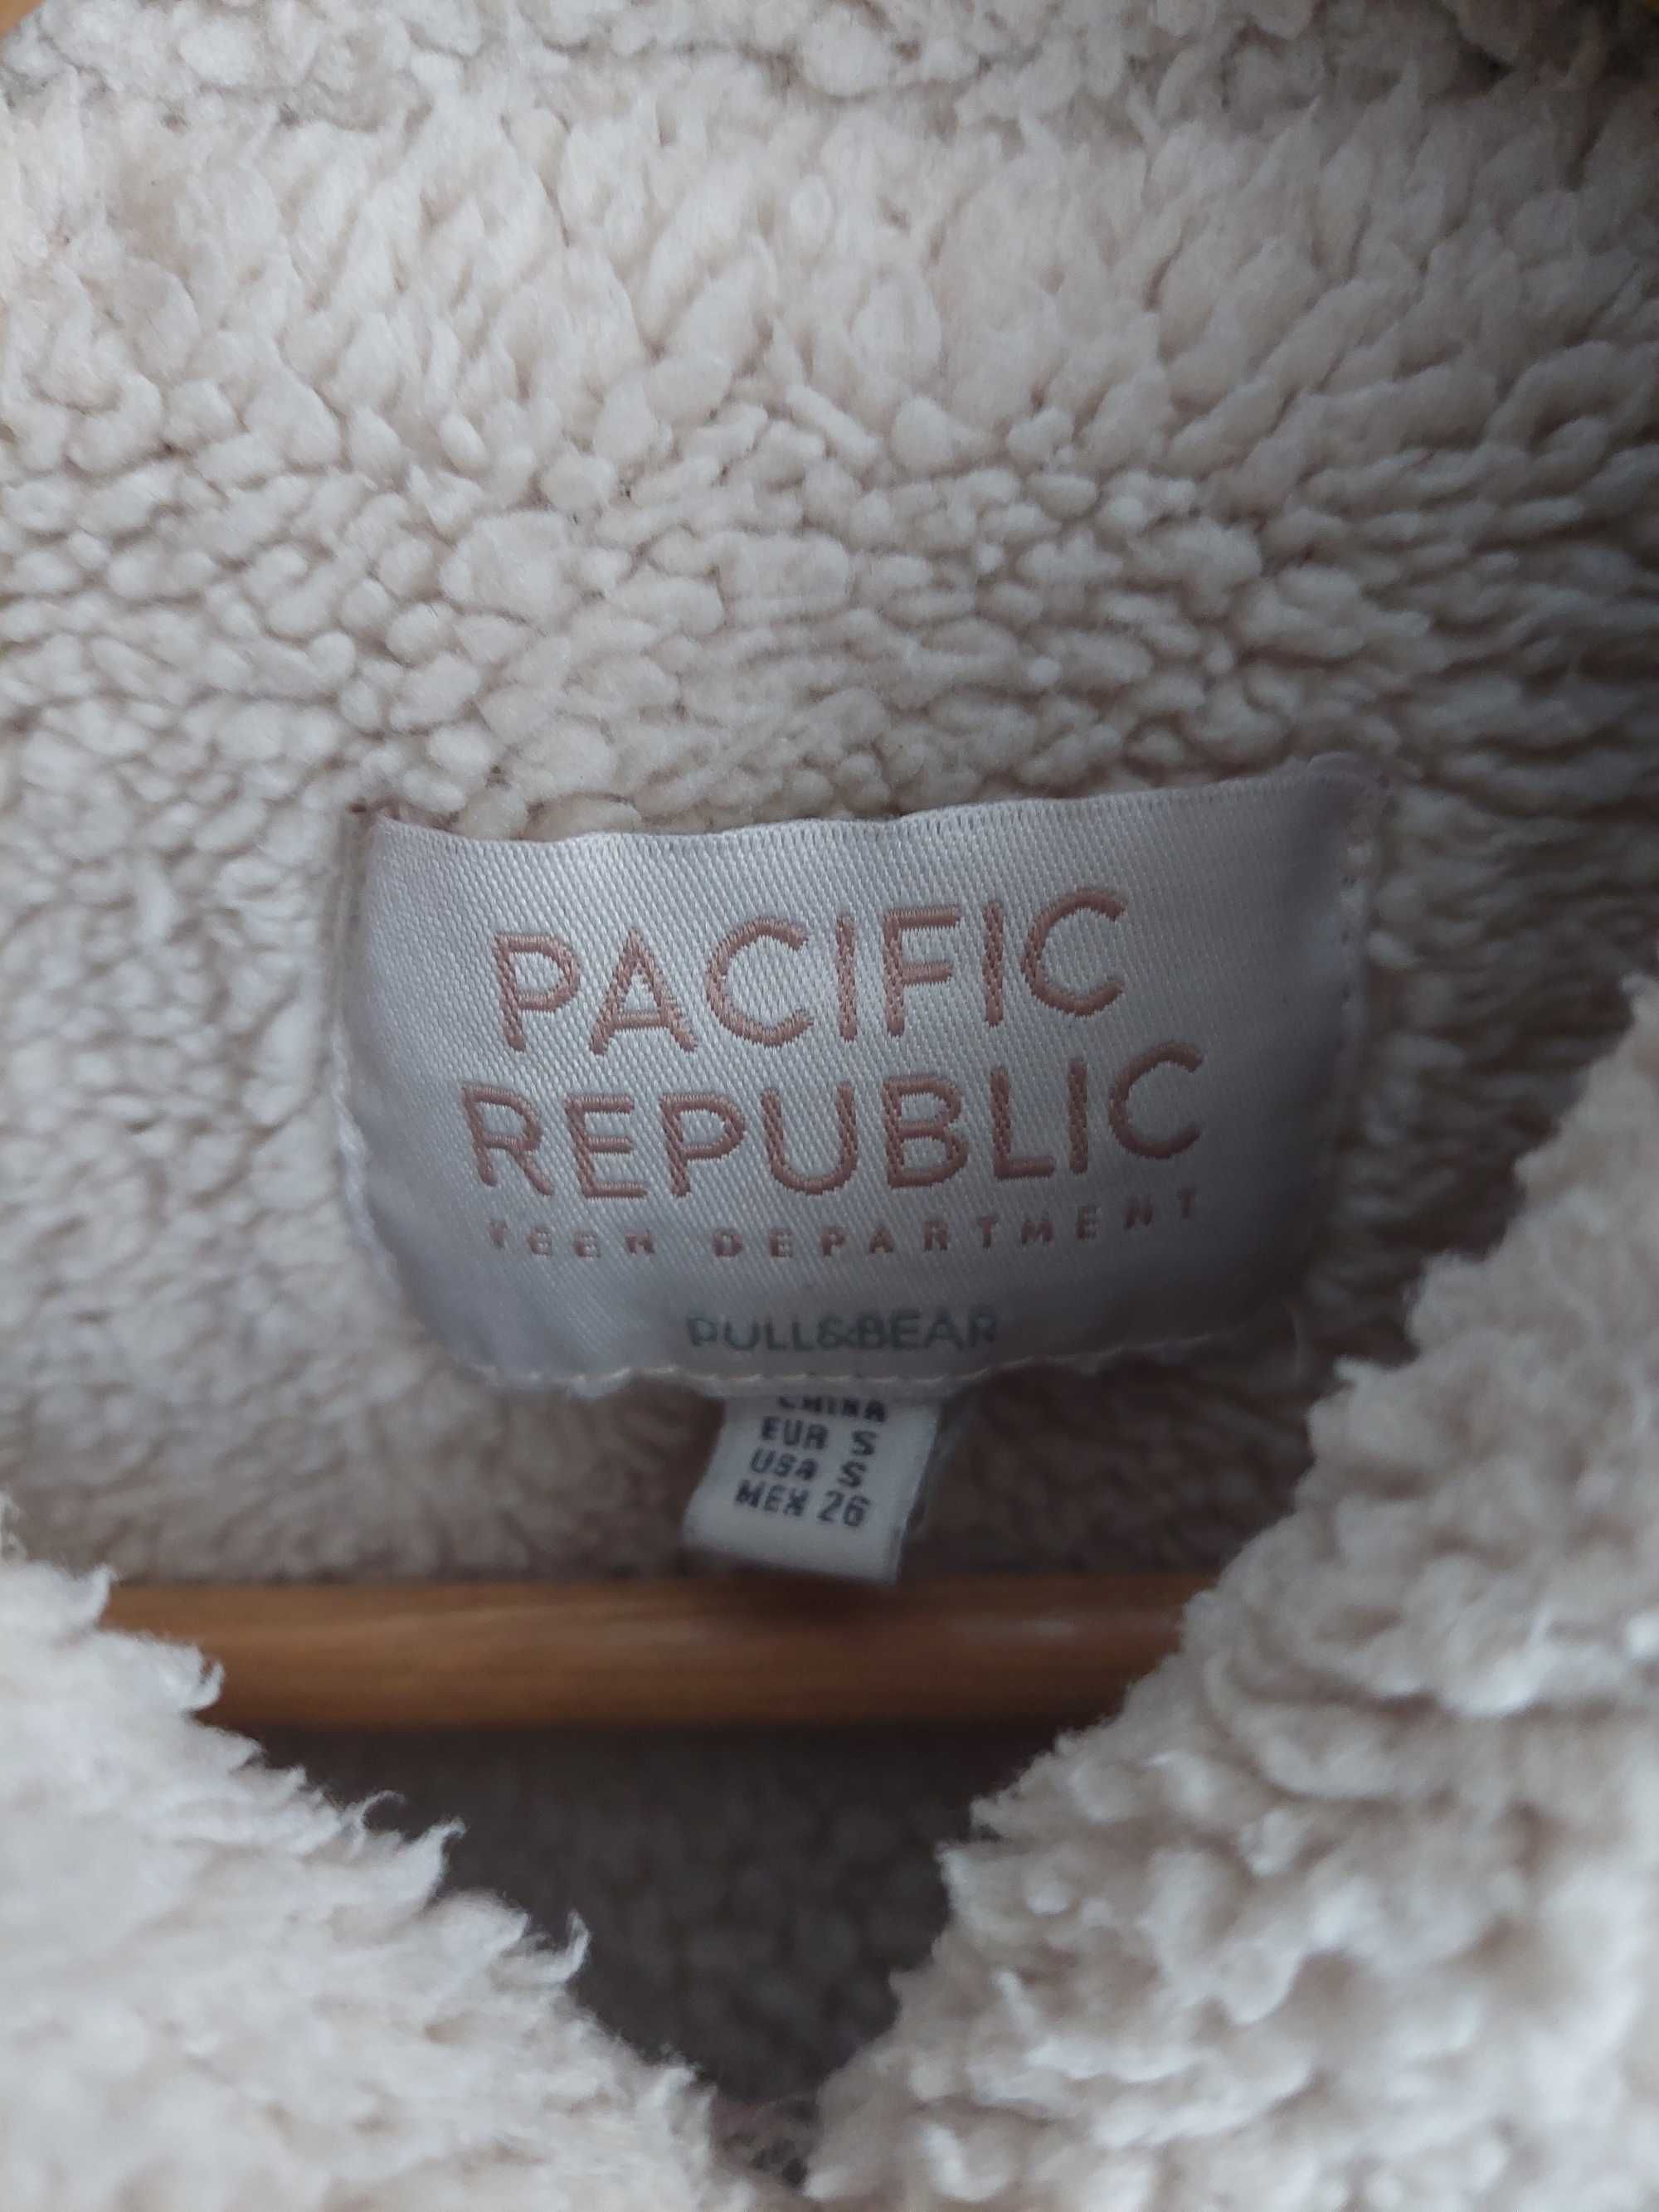 PACIFIC
REPUBLIC
TEEN DEPARTMENT
PULL&BEAR
CHINA
EUR S
USA S
MEX 26